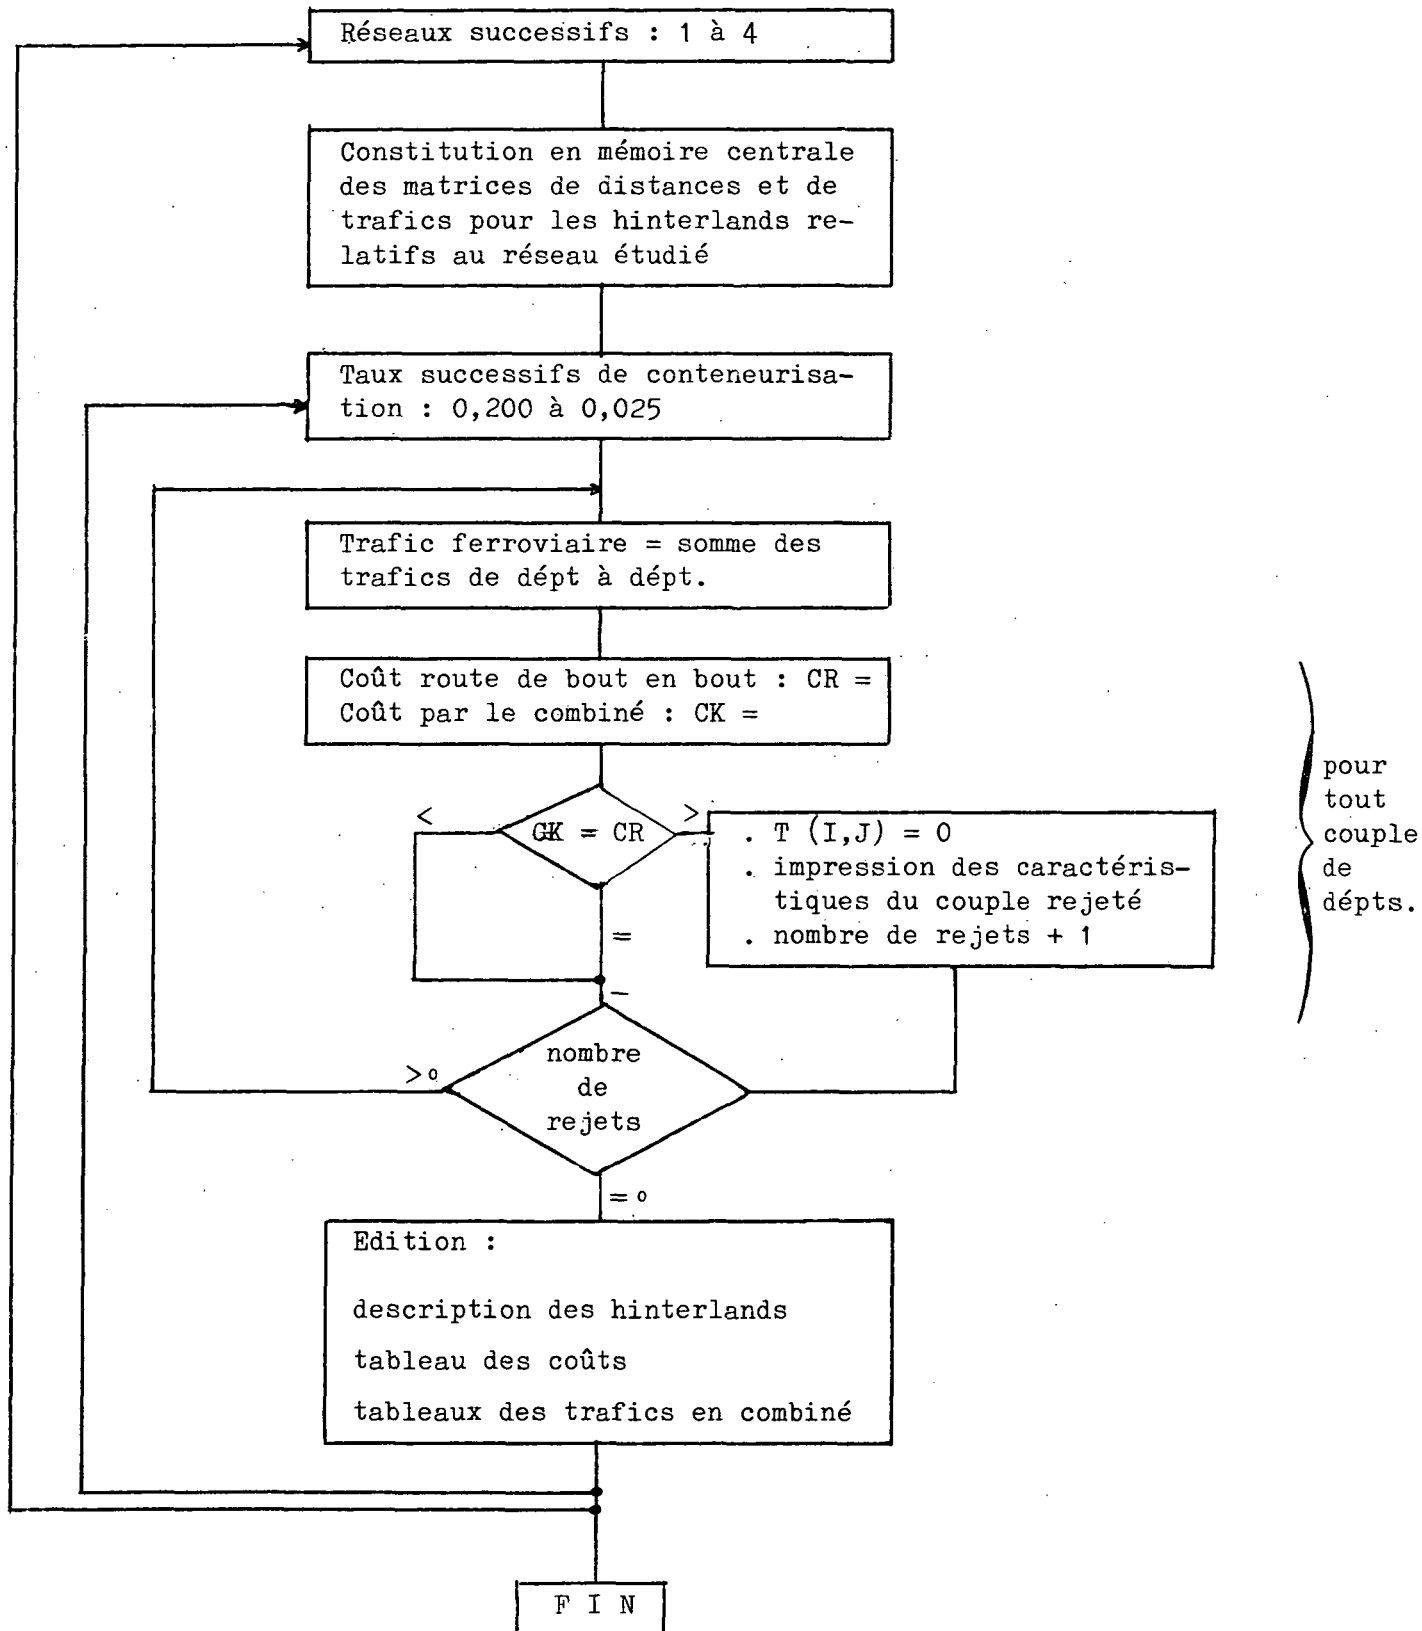 Réseaux successifs : 1 à 4
Constitution en mémoire centrale
des matrices de distances et de
trafics pour les hinterlands re-
latifs au réseau étudié
Taux successifs de conteneurisa-
tion : 0,200 à 0,025
Trafic ferroviaire = somme des
trafics de dépt à dépt.
Coût route de bout en bout : CR =
Coût par le combiné : CK =
<
CK = CR
>
. T (I,J) = 0
. impression des caractéris-
tiques du couple rejeté
. nombre de rejets + 1
pour
tout
couple
de
dépts.
=
nombre
de
rejets
>0
=0
Edition :
description des hinterlands
tableau des coûts
tableaux des trafics en combiné
F I N